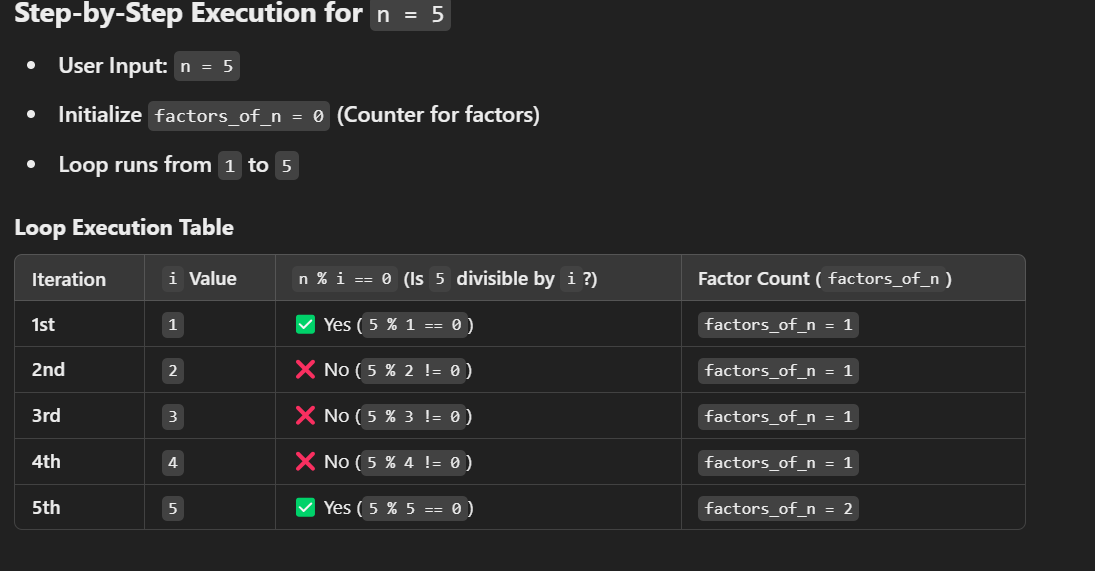 Step-by-Step Execution for n = 5
• User Input: n = 5
• Initialize factors_of_n = 0 (Counter for factors)
• Loop runs from 1 to 5
Loop Execution Table
Iteration i Value n % i == 0 (Is 5 divisible by i ?) Factor Count ( factors_of_n )
1st 1 ✅ Yes ( 5 % 1 == 0 ) factors_of_n = 1
2nd 2 ❌ No ( 5 % 2 != 0 ) factors_of_n = 1
3rd 3 ❌ No ( 5 % 3 != 0 ) factors_of_n = 1
4th 4 ❌ No ( 5 % 4 != 0 ) factors_of_n = 1
5th 5 ✅ Yes ( 5 % 5 == 0 ) factors_of_n = 2